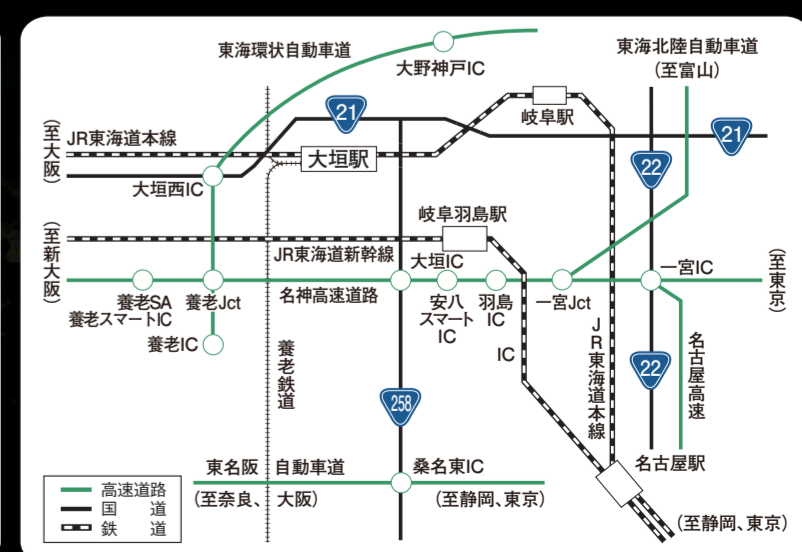 東海環状自動車道
大野神戸IC
東海北陸自動車道
(至富山)
岐阜駅
21
21
22
(至大阪)
JR東海道本線
大垣駅
大垣西IC
岐阜羽島駅
(至新大阪)
JR東海道新幹線
大垣IC
一宮IC
(至東京)
養老SA
養老スマートIC
養老Jct
名神高速道路
安八
スマート
IC
羽島
IC
一宮Jct
養老IC
IC
養老鉄道
JR東海道本線
名古屋高速
22
258
東名阪
自動車道
桑名東IC
名古屋駅
(至奈良、
大阪)
(至静岡、東京)
(至静岡、東京)
高速道路
国 道
鉄 道